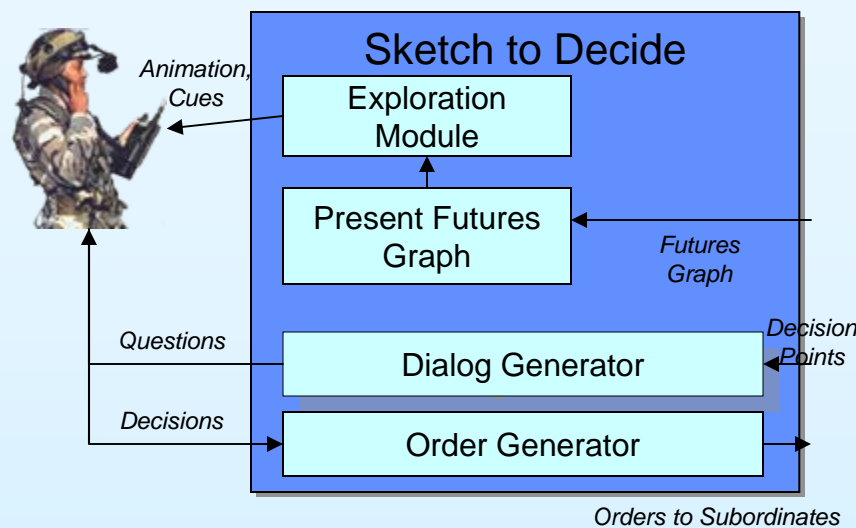 Sketch to Decide
Animation,
Cues
Exploration
Module
Present Futures
Graph
Futures
Graph
Decision
Points
Questions
Dialog Generator
Decisions
Order Generator
Orders to Subordinates